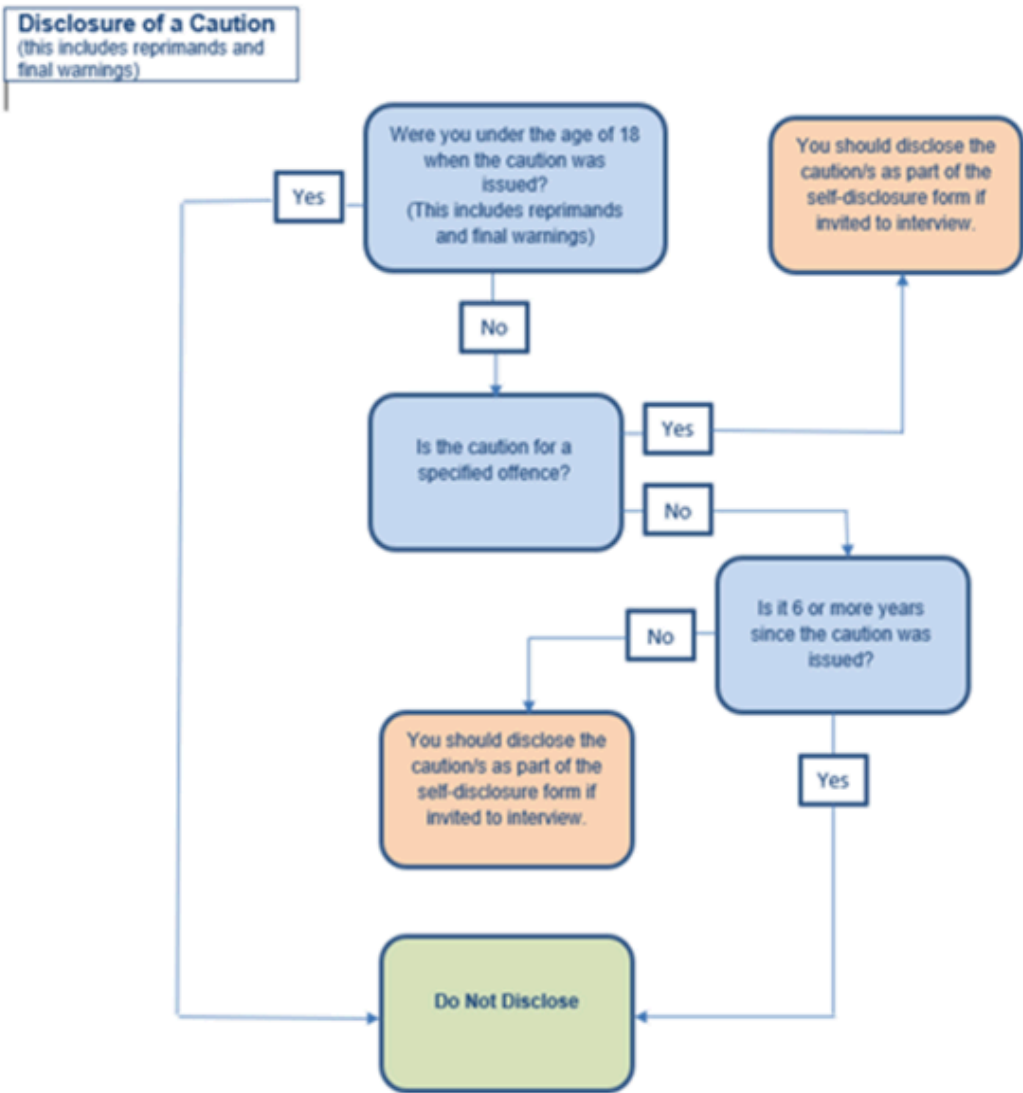 Disclosure of a Caution
(this includes reprimands and
final warnings)
Were you under the age of 18
when the caution was
issued?
(This includes reprimands
and final warnings)
Yes
You should disclose the
caution/s as part of the
self-disclosure form if
invited to interview.
No
Is the caution for a
specified offence?
Yes
No
Is it 6 or more years
since the caution was
issued?
No
You should disclose the
caution/s as part of the
self-disclosure form if
invited to interview.
Yes
Do Not Disclose